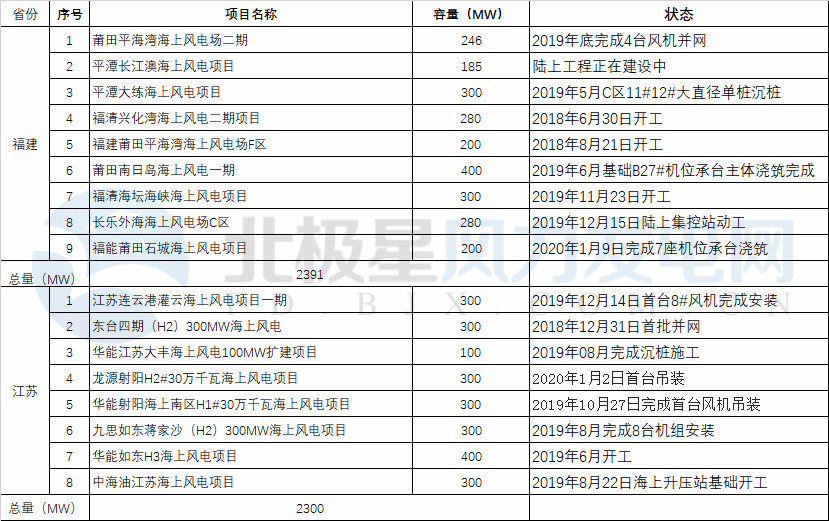 省份 序号 项目名称 容量（MW） 状态
福建
1 莆田平海湾海上风电场二期 246 2019年底完成4台风机并网
2 平潭长江澳海上风电项目 185 陆上工程正在建设中
3 平潭大练海上风电项目 300 2019年5月C区11#12#大直径单桩沉桩
4 福清兴化湾海上风电二期项目 280 2018年6月30日开工
5 福建莆田平海湾海上风电场F区 200 2018年8月21日开工
6 莆田南日岛海上风电一期 400 2019年6月基础B27#机位承台主体浇筑完成
7 福清海坛海峡海上风电项目 300 2019年11月23日开工
8 长乐外海海上风电场C区 280 2019年12月15日陆上集控站动工
9 福能莆田石城海上风电项目 200 2020年1月9日完成7座机位承台浇筑
总量（MW） 2391
江苏
1 江苏连云港灌云海上风电项目一期 300 2019年12月14日首台8#风机完成安装
2 东台四期（H2）300MW海上风电 300 2018年12月31日首批并网
3 华能江苏大丰海上风电100MW扩建项目 100 2019年08月完成沉桩施工
4 龙源射阳H2#30万千瓦海上风电项目 300 2020年1月2日首台吊装
5 华能射阳海上南区H1#30万千瓦海上风电项目 300 2019年10月27日完成首台风机吊装
6 九思如东蒋家沙（H2）300MW海上风电项目 300 2019年8月完成8台机组安装
7 华能如东H3海上风电项目 400 2019年6月开工
8 中海油江苏海上风电项目 300 2019年8月22日海上升压站基础开工
总量（MW） 2300
北极星风力发电网
FD.BJX.COM.CN